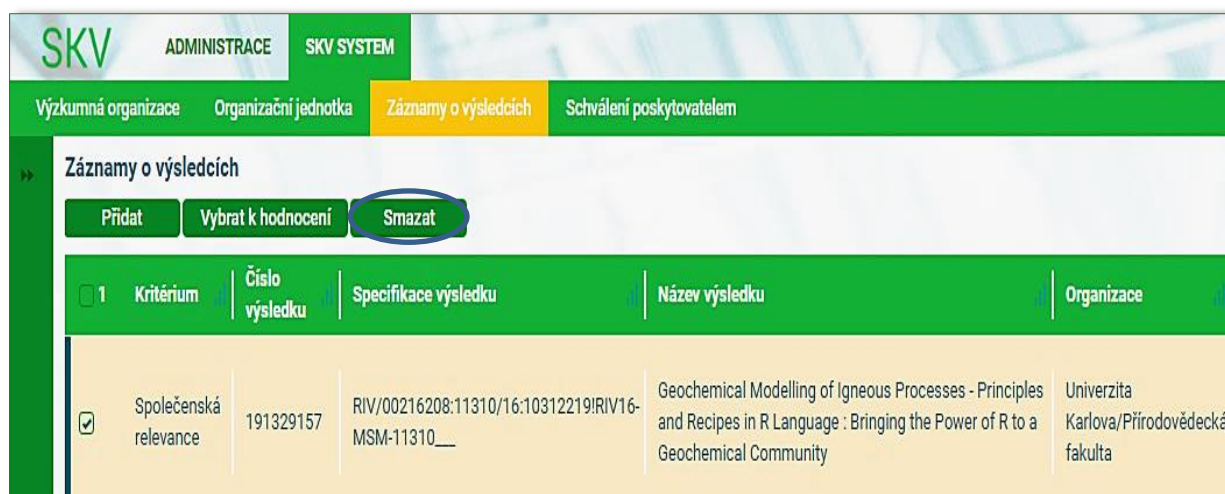 SKV ADMINISTRACE SKV SYSTEM
Výzkumná organizace Organizační jednotka Záznamy o výsledcích Schválení poskytovatelem
Záznamy o výsledcích
Přidat Vybrat k hodnocení Smazat
1 Kritérium Číslo výsledku Specifikace výsledku Název výsledku Organizace
Společenská relevance
191329157
RIV/00216208:11310/16:10312219!RIV16-
MSM-11310___
Geochemical Modelling of Igneous Processes - Principles
and Recipes in R Language : Bringing the Power of R to a
Geochemical Community
Univerzita
Karlova/Přírodovědecká
fakulta